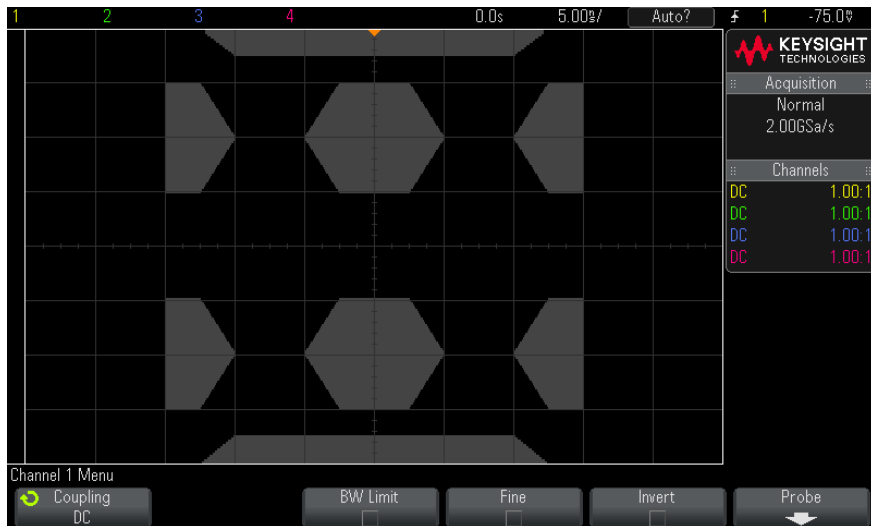 1 2 3 4 0.0s 5.00ns/ Auto? 1 -75.0V
KEYSIGHT
TECHNOLOGIES
Acquisition
Normal
2.00GSa/s
Channels
DC 1.00:1
DC 1.00:1
DC 1.00:1
DC 1.00:1
Channel 1 Menu
Coupling BW Limit Fine Invert Probe
DC